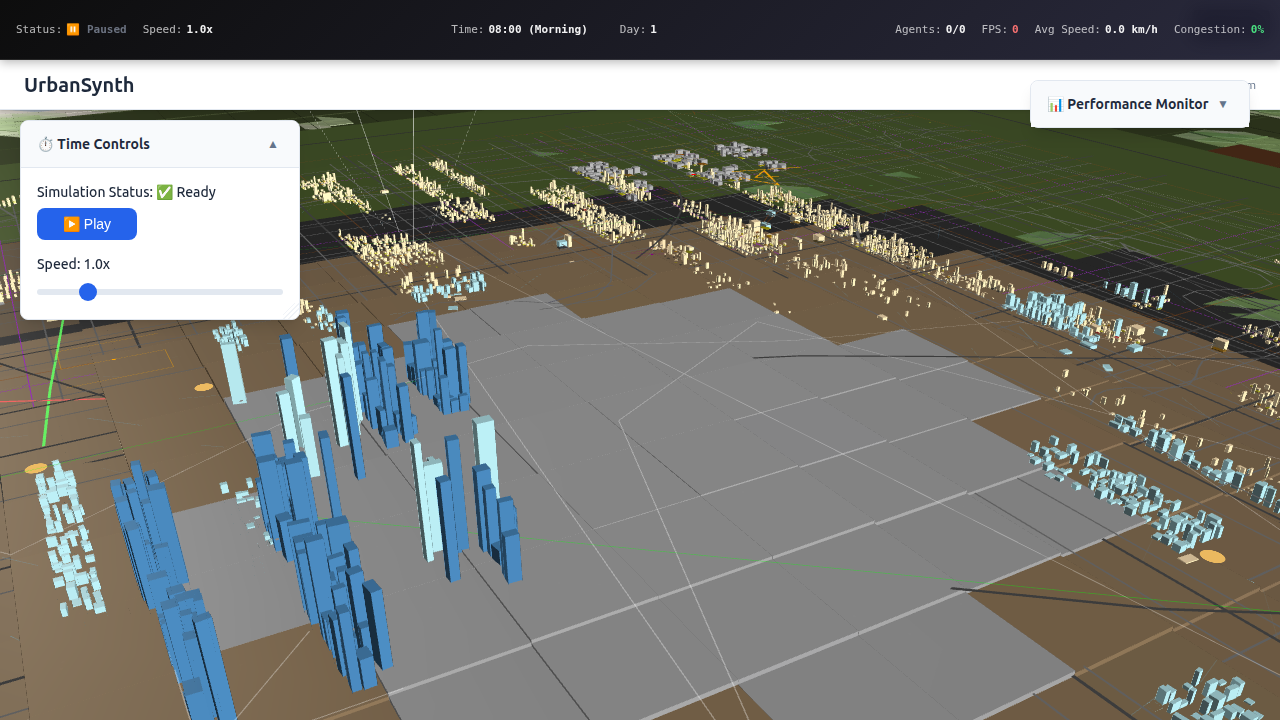 Status: ⏸️ Paused Speed: 1.0x Time: 08:00 (Morning) Day: 1 Agents: 0/0 FPS: 0 Avg Speed: 0.0 km/h Congestion: 0%
UrbanSynth
📊 Performance Monitor ▼
⏱️ Time Controls ▲
Simulation Status: ✅ Ready
▶️ Play
Speed: 1.0x